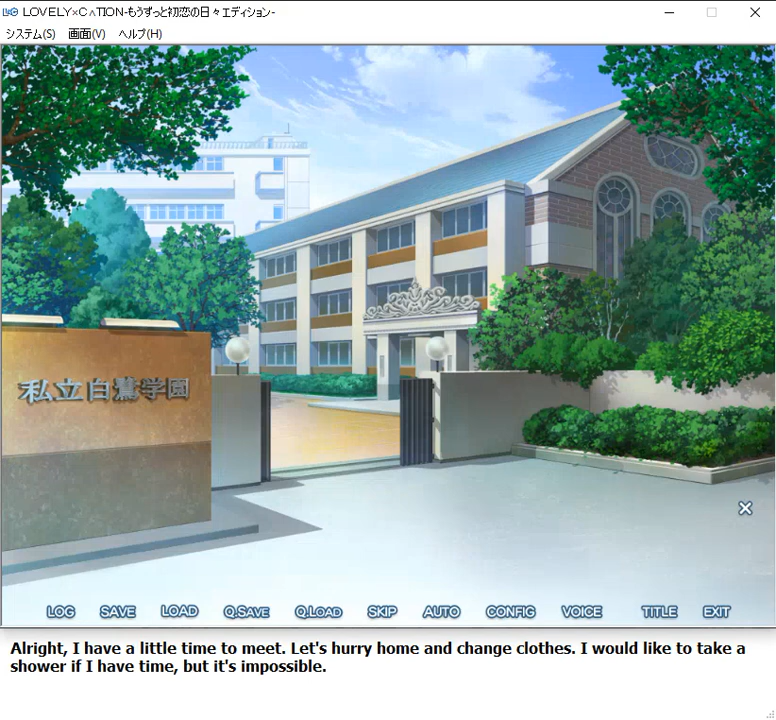 LOVELY×C∧TION-もうずっと初恋の日々エディション-
システム(S) 画面(V) ヘルプ(H)
私立白鷺学園
LOG SAVE LOAD Q.SAVE Q.LOAD SKIP AUTO CONFIG VOICE TITLE EXIT
Alright, I have a little time to meet. Let's hurry home and change clothes. I would like to take a
shower if I have time, but it's impossible.